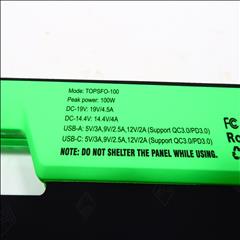 Mode: TOPSFO-100
Peak power: 100W
DC-19V: 19V/4.5A
DC-14.4V: 14.4V/4A
USB-A: 5V/3A,9V/2.5A,12V/2A (Support QC3.0/PD3.0)
USB-C: 5V/3A,9V/2.5A,12V/2A (Support QC3.0/PD3.0)
NOTE: DO NOT SHELTER THE PANEL WHILE USING.
FC